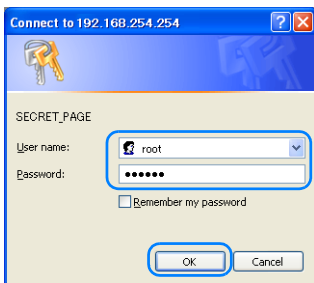 Connect to 192.168.254.254
SECRET_PAGE
User name:
root
Password:
••••••
Remember my password
OK
Cancel